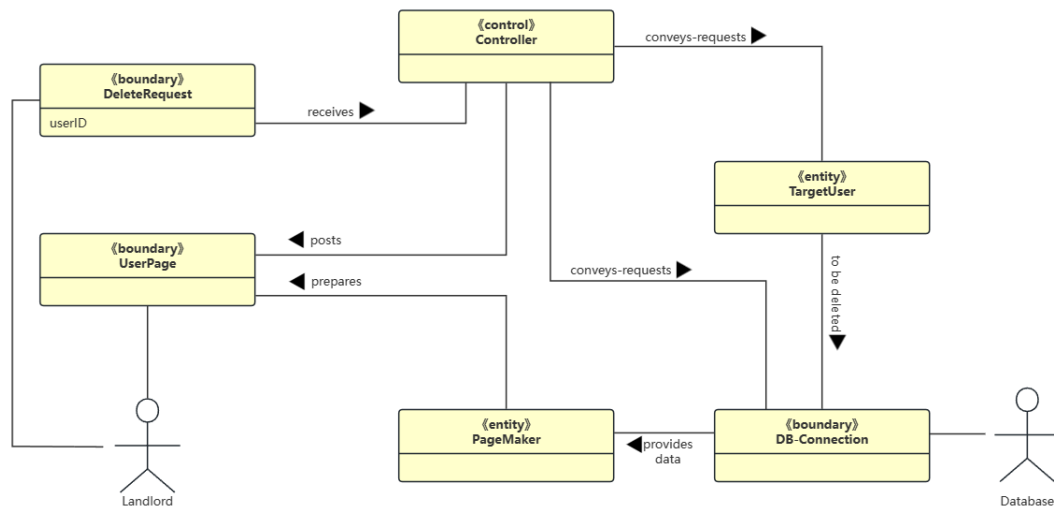 《control》
Controller
conveys-requests
《boundary》
DeleteRequest
userID
receives
《entity》
TargetUser
《boundary》
UserPage
posts
prepares
conveys-requests
to be deleted
《entity》
PageMaker
provides
data
《boundary》
DB-Connection
Landlord
Database